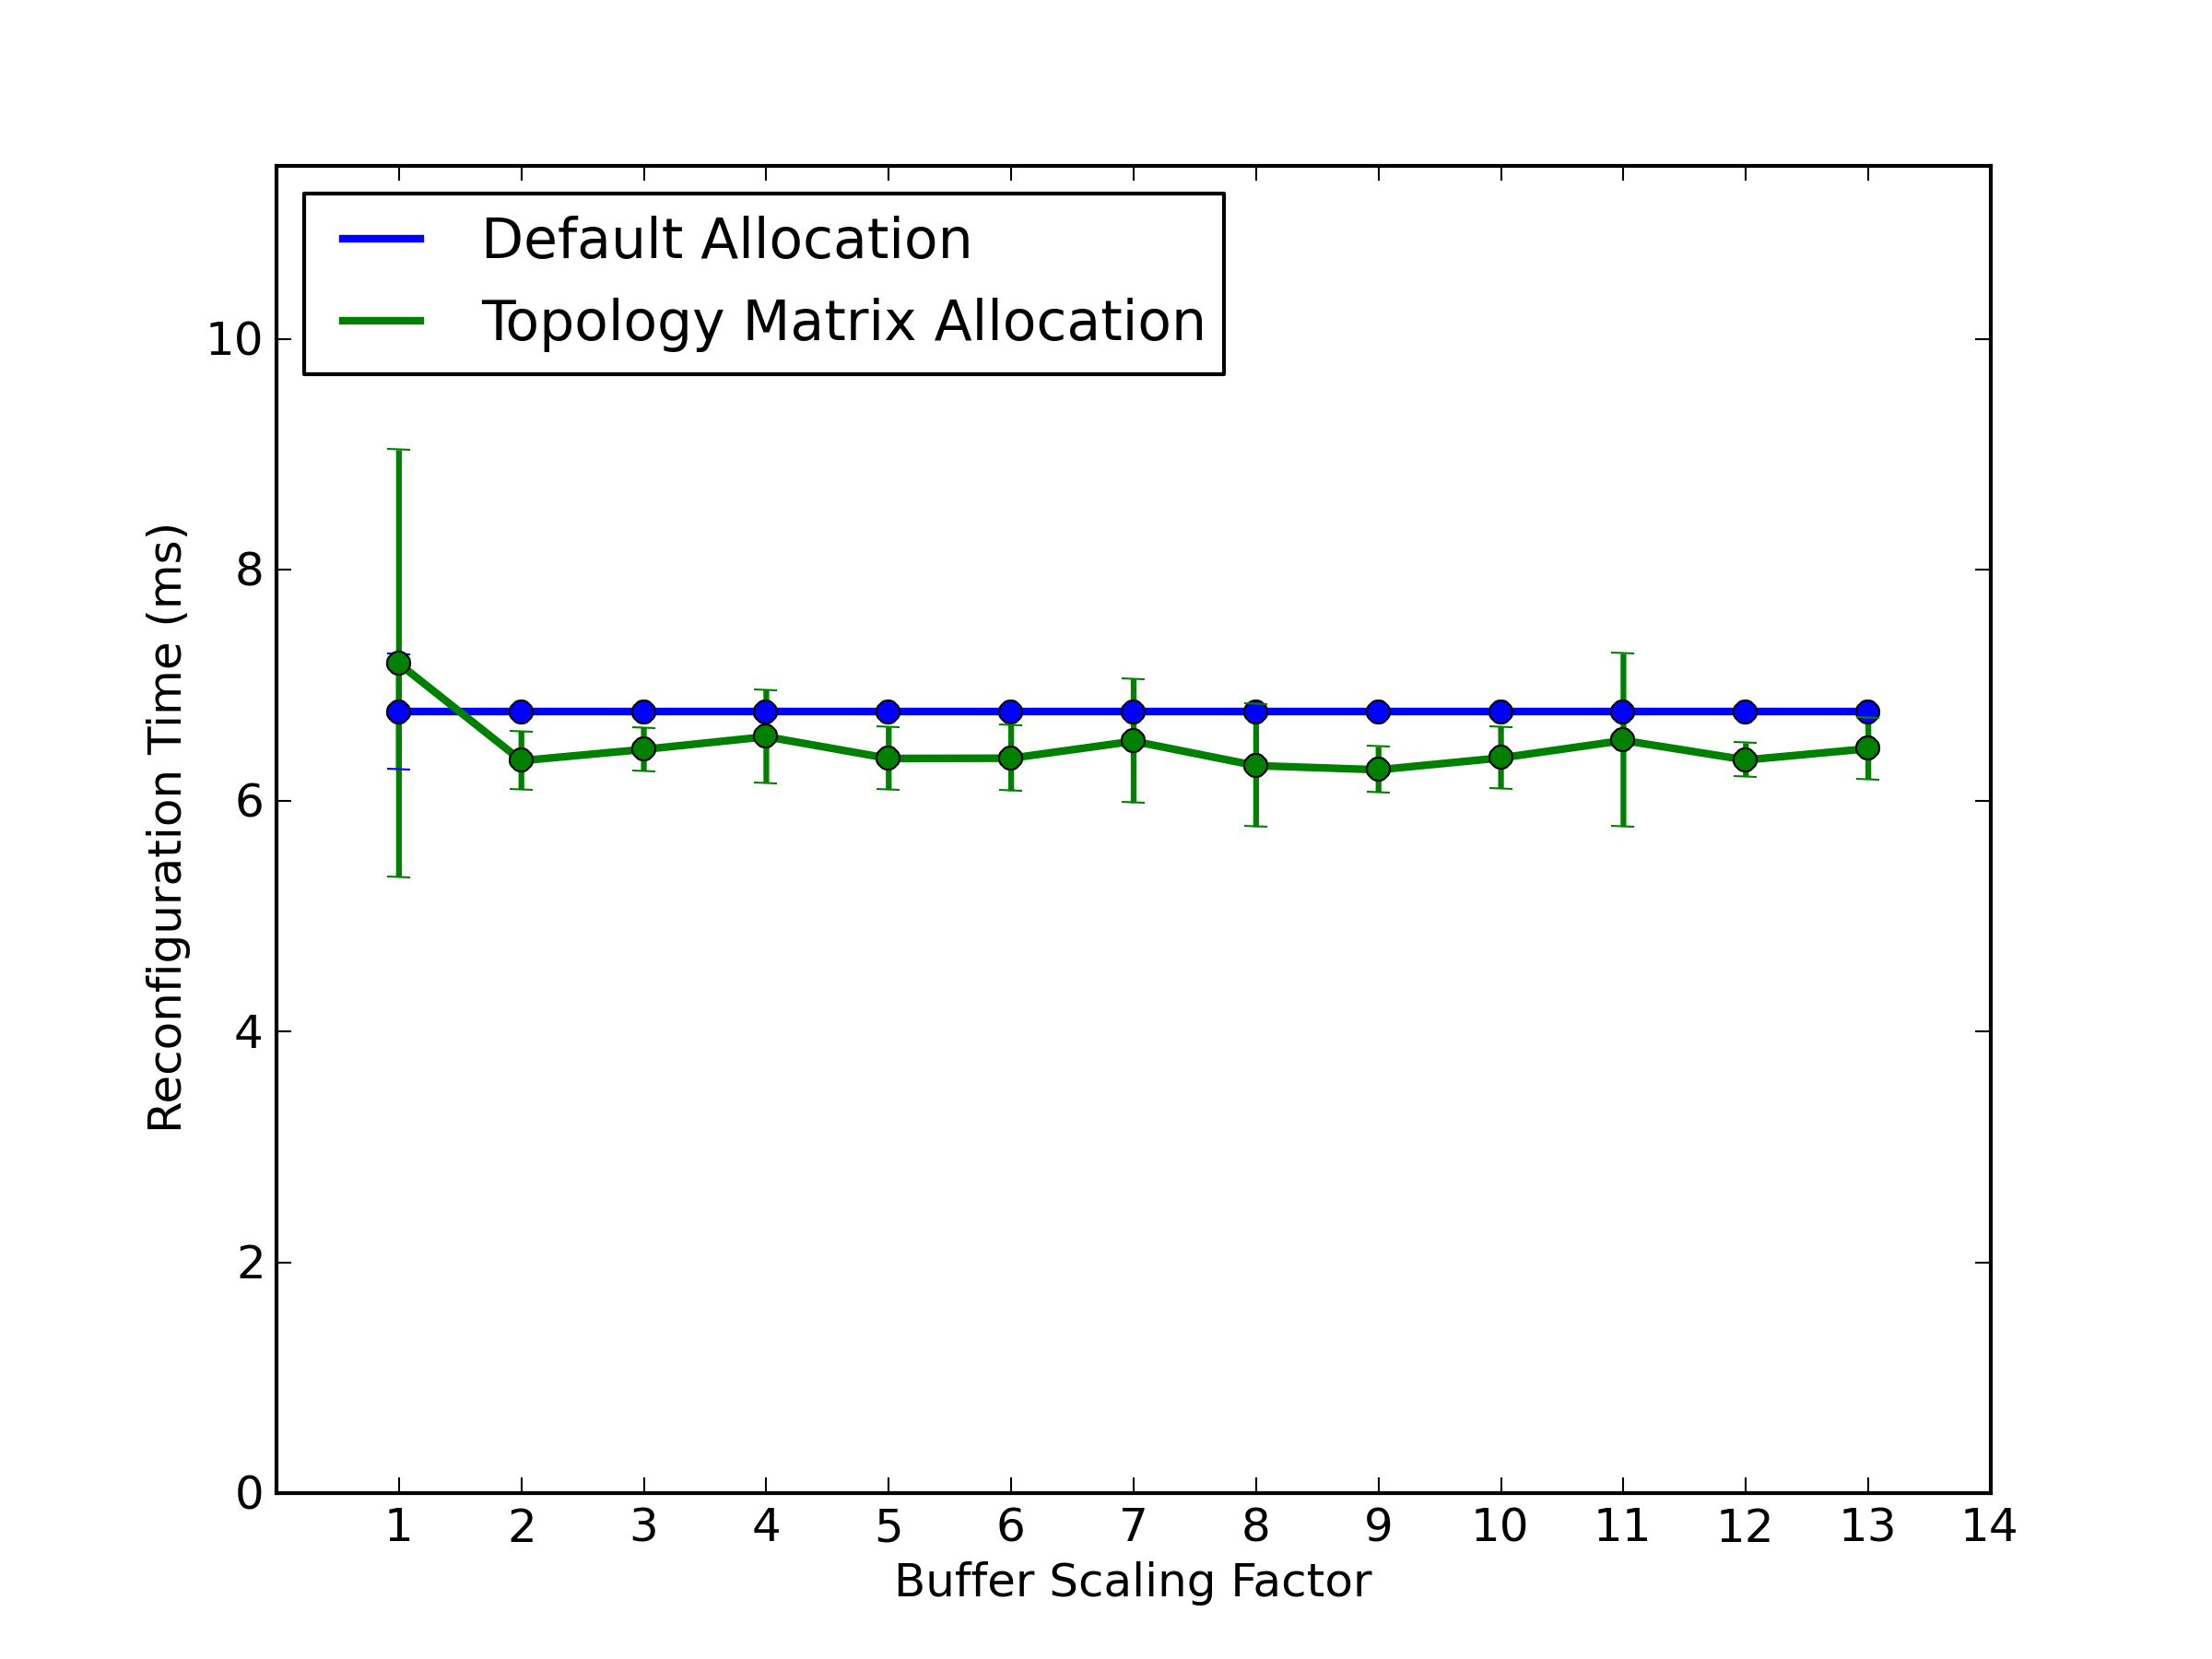 Default Allocation
Topology Matrix Allocation
Reconfiguration Time (ms)
10
8
6
4
2
0
1 2 3 4 5 6 7 8 9 10 11 12 13 14
Buffer Scaling Factor